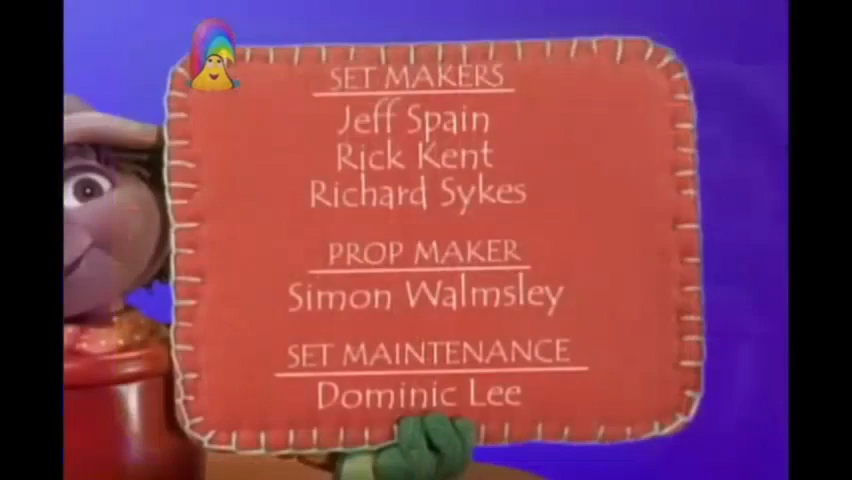 SET MAKERS
Jeff Spain
Rick Kent
Richard Sykes
PROP MAKER
Simon Walmsley
SET MAINTENANCE
Dominic Lee